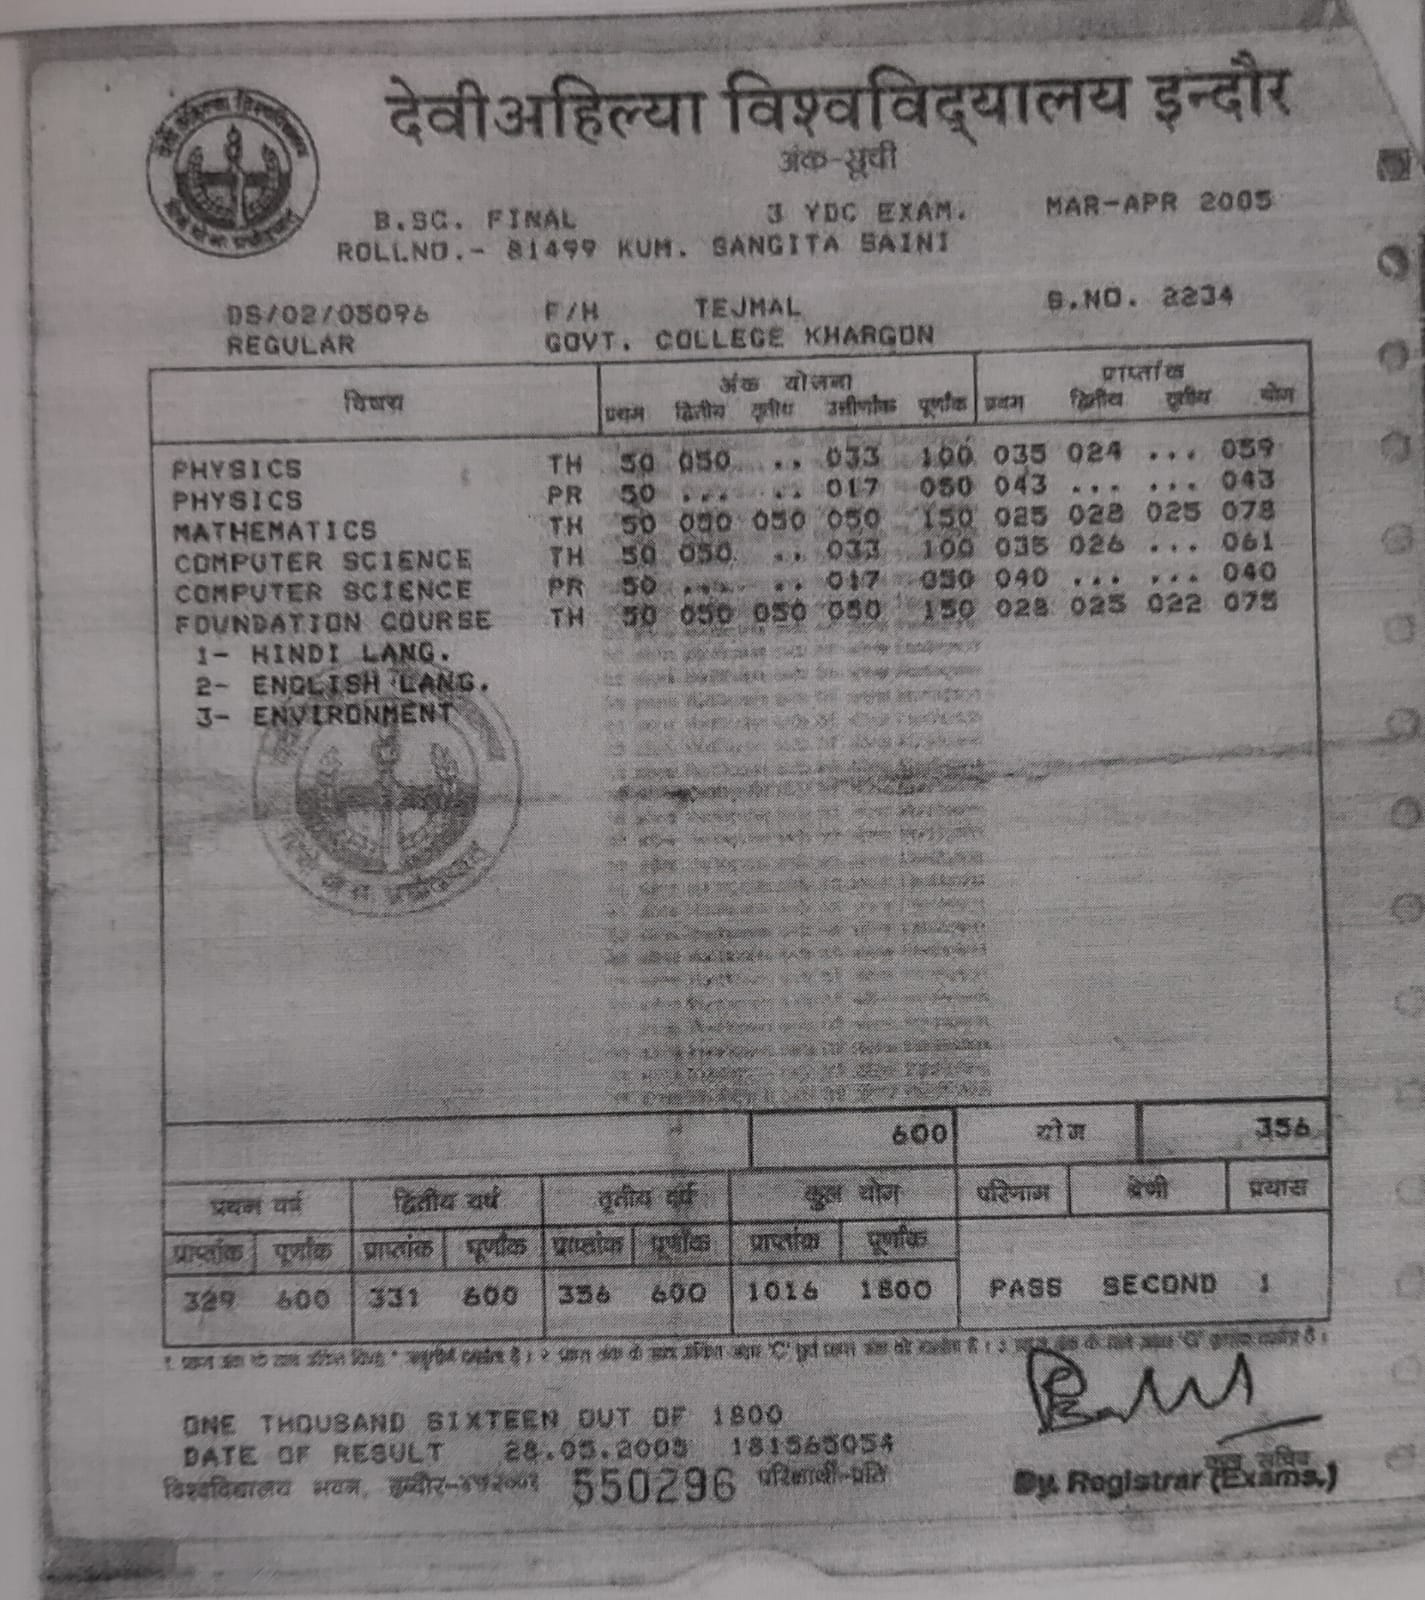 देवी अहिल्या विश्वविद्यालय इन्दौर
अंक-सूची
B.SC. FINAL 3 YDC EXAM. MAR-APR 2005
ROLLNO.- 81499 KUM. SANGITA SAINI
DS/02/05096 F/H TEJMAL S.NO. 2234
REGULAR GOVT. COLLEGE KHARGON
विषय अंक योजना प्राप्तांक
प्रथम द्वितीय तृतीय उत्तीर्णांक पूर्णांक प्रथम द्वितीय तृतीय योग
PHYSICS TH 50 050 .. 033 100 035 024 ... 059
PHYSICS PR 50 ... .. 017 050 043 ... ... 043
MATHEMATICS TH 50 050 050 050 150 025 028 025 078
COMPUTER SCIENCE TH 50 050 .. 033 100 035 026 ... 061
COMPUTER SCIENCE PR 50 ... .. 017 050 040 ... ... 040
FOUNDATION COURSE TH 50 050 050 050 150 028 025 022 075
1- HINDI LANG.
2- ENGLISH LANG.
3- ENVIRONMENT
600 योग 356
प्रथम वर्ष द्वितीय वर्ष तृतीय वर्ष कुल योग परिणाम श्रेणी प्रयास
प्राप्तांक पूर्णांक प्राप्तांक पूर्णांक प्राप्तांक पूर्णांक प्राप्तांक पूर्णांक
329 600 331 600 356 600 1016 1800 PASS SECOND 1
ONE THOUSAND SIXTEEN OUT OF 1800
DATE OF RESULT 28.05.2005 181565054
विश्वविद्यालय भवन, 550296 परिक्षार्थी-प्रति
कुल सचिव
Dy. Registrar (Exams.)